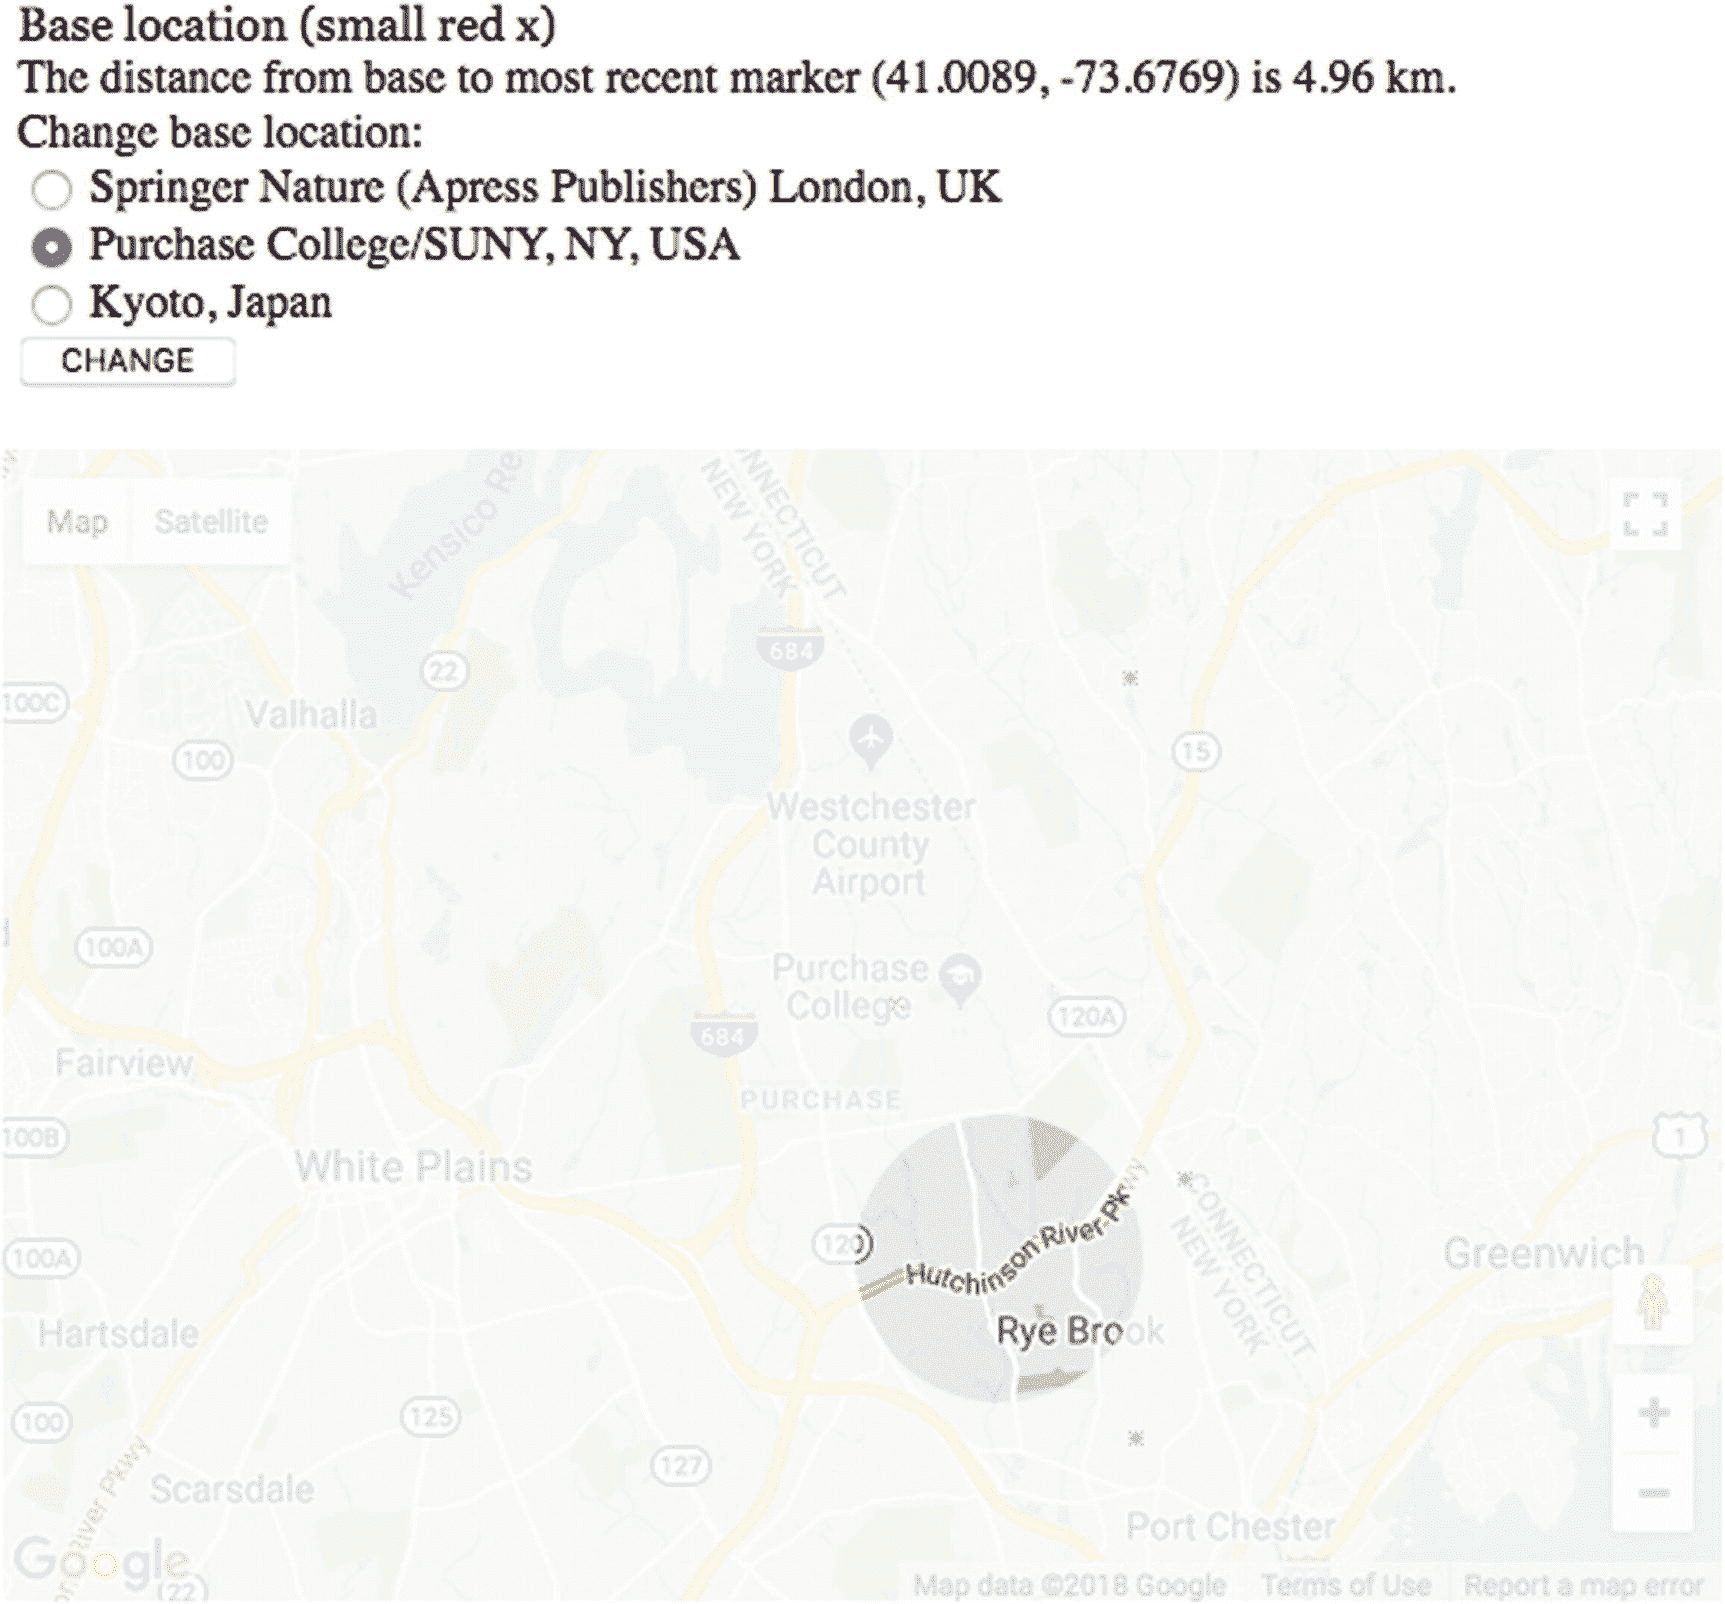 Base location (small red x)
The distance from base to most recent marker (41.0089, -73.6769) is 4.96 km.
Change base location:
Springer Nature (Apress Publishers) London, UK
Purchase College/SUNY, NY, USA
Kyoto, Japan
CHANGE
Map Satellite
Kensico Re
NNECTICUT
NEW YORK
684
22
100C
Valhalla
100
15
Westchester
County
Airport
100A
Purchase
College
120A
684
Fairview
PURCHASE
100B
1
White Plains
CONNECTICUT
NEW YORK
120
Hutchinson River Pkwy
100A
Greenwich
Rye Brook
Hartsdale
100
125
127
River Pkwy
Scarsdale
Port Chester
Google
22
Map data ©2018 Google Terms of Use Report a map error